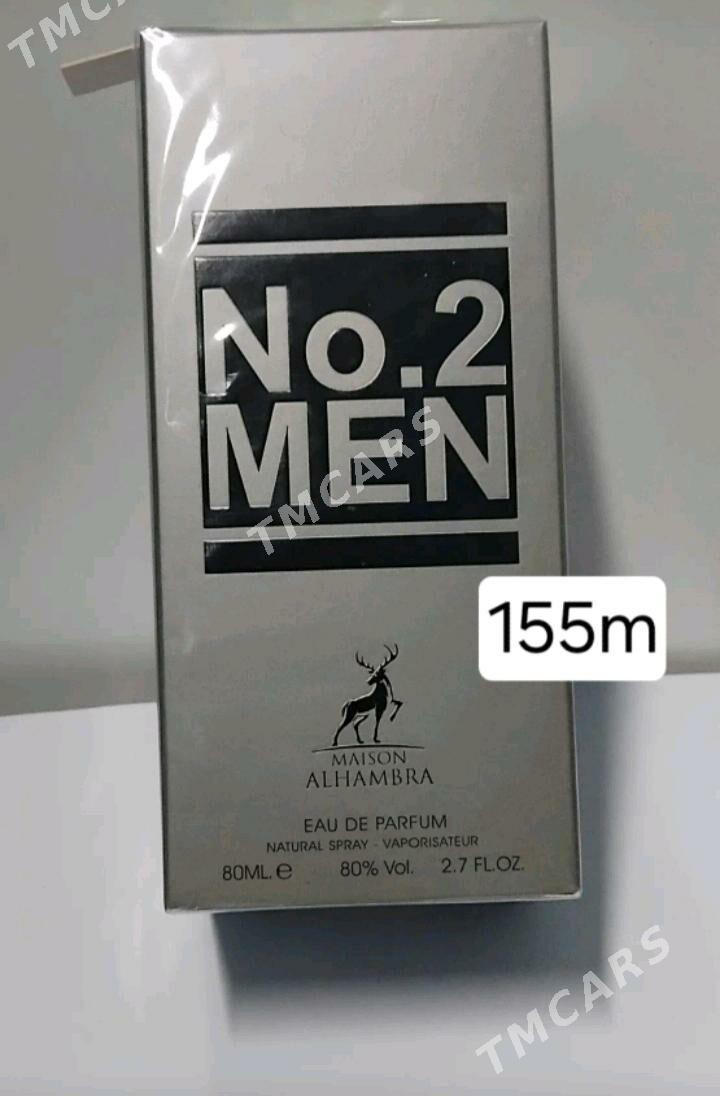 TMCARS
No.2
MEN
TMCARS
155m
MAISON
ALHAMBRA
EAU DE PARFUM
NATURAL SPRAY - VAPORISATEUR
80ML. e 80% Vol. 2.7 FL.OZ.
TMCARS